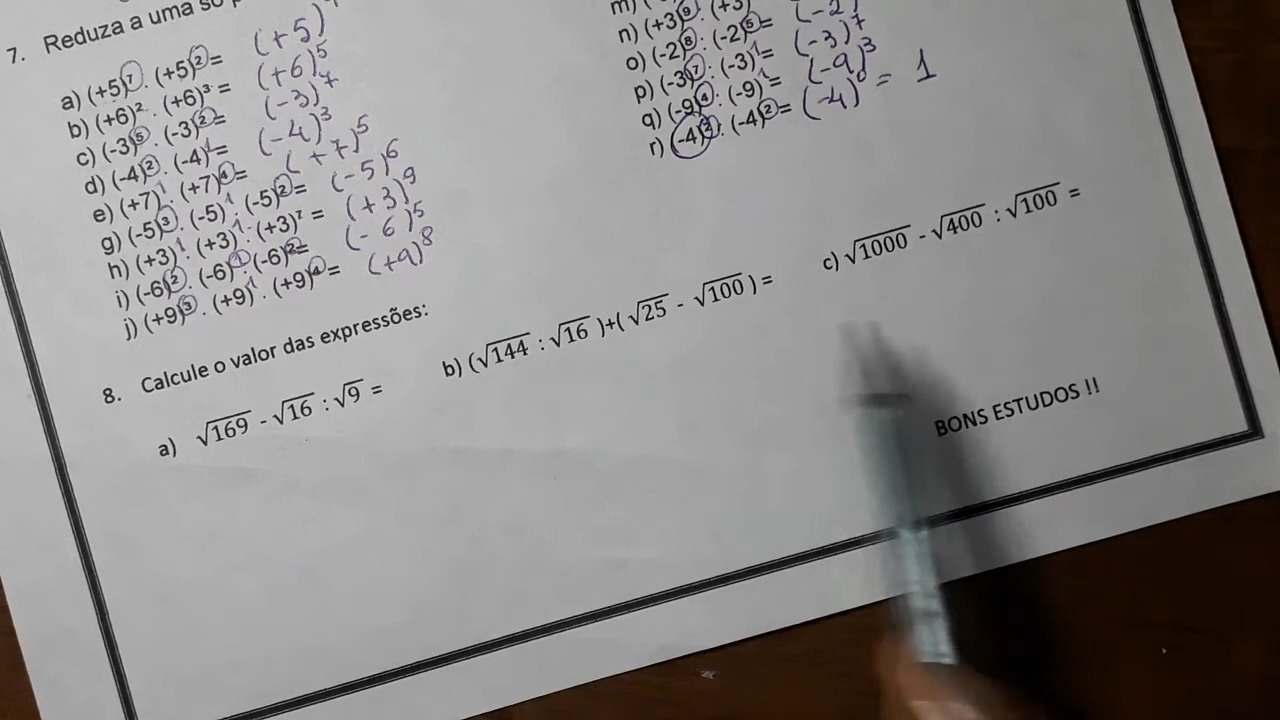 7. Reduza a uma só
a) (+5)⁷ . (+5)²= (+5)
b) (+6)² . (+6)³ = (+6)⁵
c) (-3)⁵ . (-3)²= (-3)⁷
d) (-4)² . (-4)¹= (-4)³
e) (+7)¹ . (+7)⁴= (+7)⁵
g) (-5)³ . (-5)¹ . (-5)²= (-5)⁶
h) (+3)¹ . (+3)¹ . (+3)⁷ = (+3)⁹
i) (-6)² . (-6)¹ . (-6)²= (-6)⁵
j) (+9)³ . (+9)¹ . (+9)⁴= (+9)⁸
n) (+3)⁹ : (+3)
o) (-2)⁸ : (-2)⁵= (-2)
p) (-3)⁷ : (-3)¹= (-3)⁷
q) (-9)⁴ : (-9)¹= (-9)³
r) (-4)² : (-4)²= (-4)⁰ = 1
8. Calcule o valor das expressões:
a) √169 - √16 : √9 =
b) (√144 : √16 )+( √25 - √100 ) =
c) √1000 - √400 : √100 =
BONS ESTUDOS !!